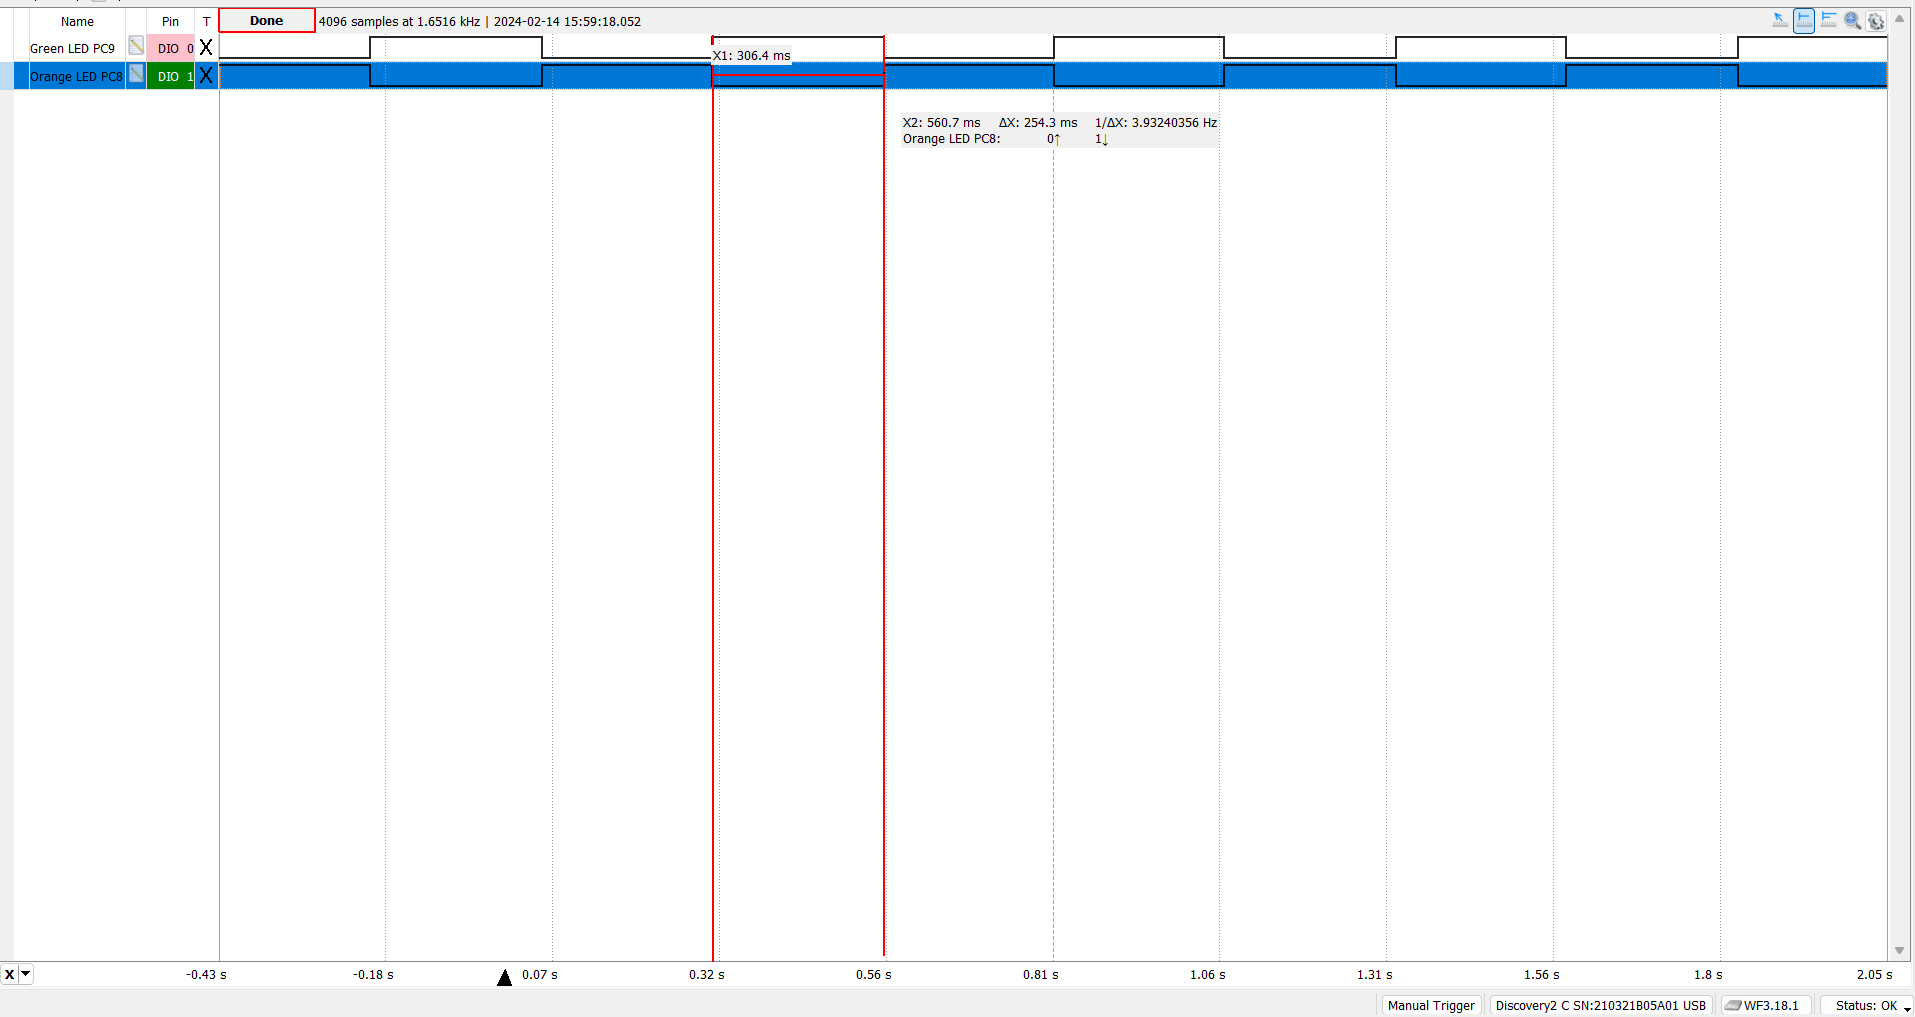 Name Pin T Done 4096 samples at 1.6516 kHz | 2024-02-14 15:59:18.052
Green LED PC9 DIO 0 X
X1: 306.4 ms
Orange LED PC8 DIO 1 X
X2: 560.7 ms ΔX: 254.3 ms 1/ΔX: 3.93240356 Hz
Orange LED PC8: 0↑ 1↓
X -0.43 s -0.18 s 0.07 s 0.32 s 0.56 s 0.81 s 1.06 s 1.31 s 1.56 s 1.8 s 2.05 s
Manual Trigger Discovery2 C SN:210321B05A01 USB WF3.18.1 Status: OK